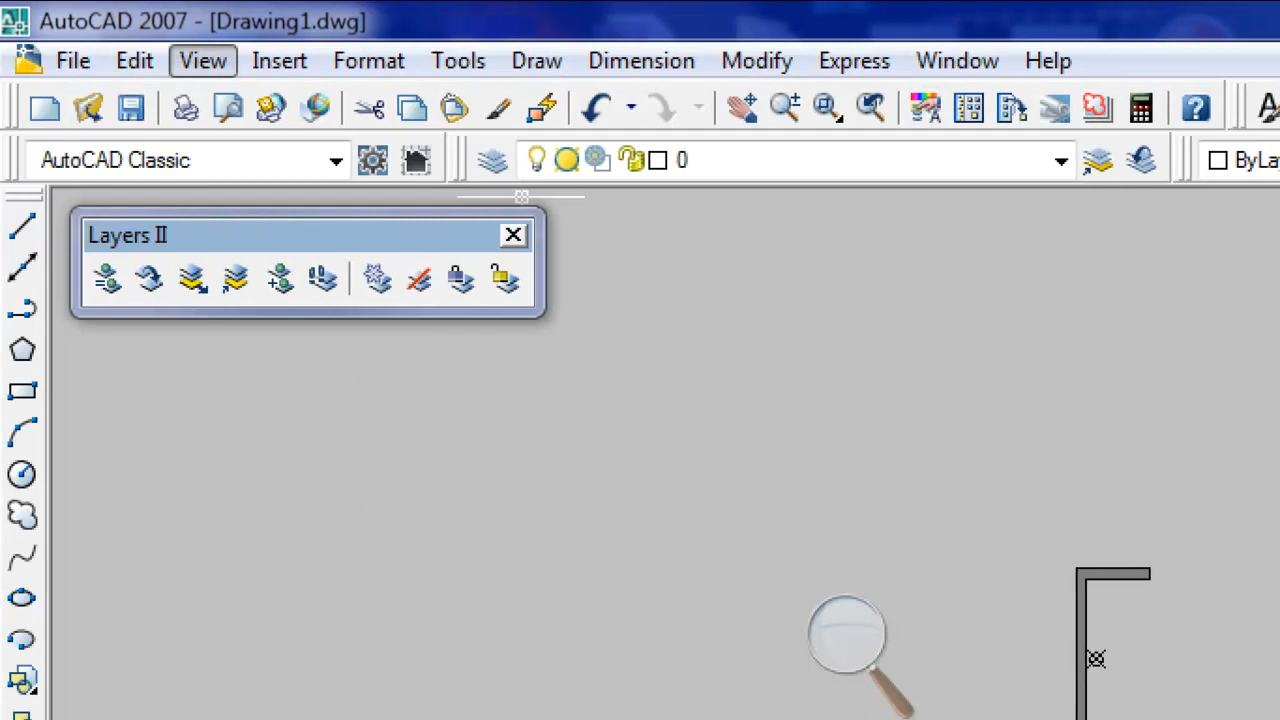 AutoCAD 2007 - [Drawing1.dwg]
File Edit View Insert Format Tools Draw Dimension Modify Express Window Help
AutoCAD Classic 0
Layers II